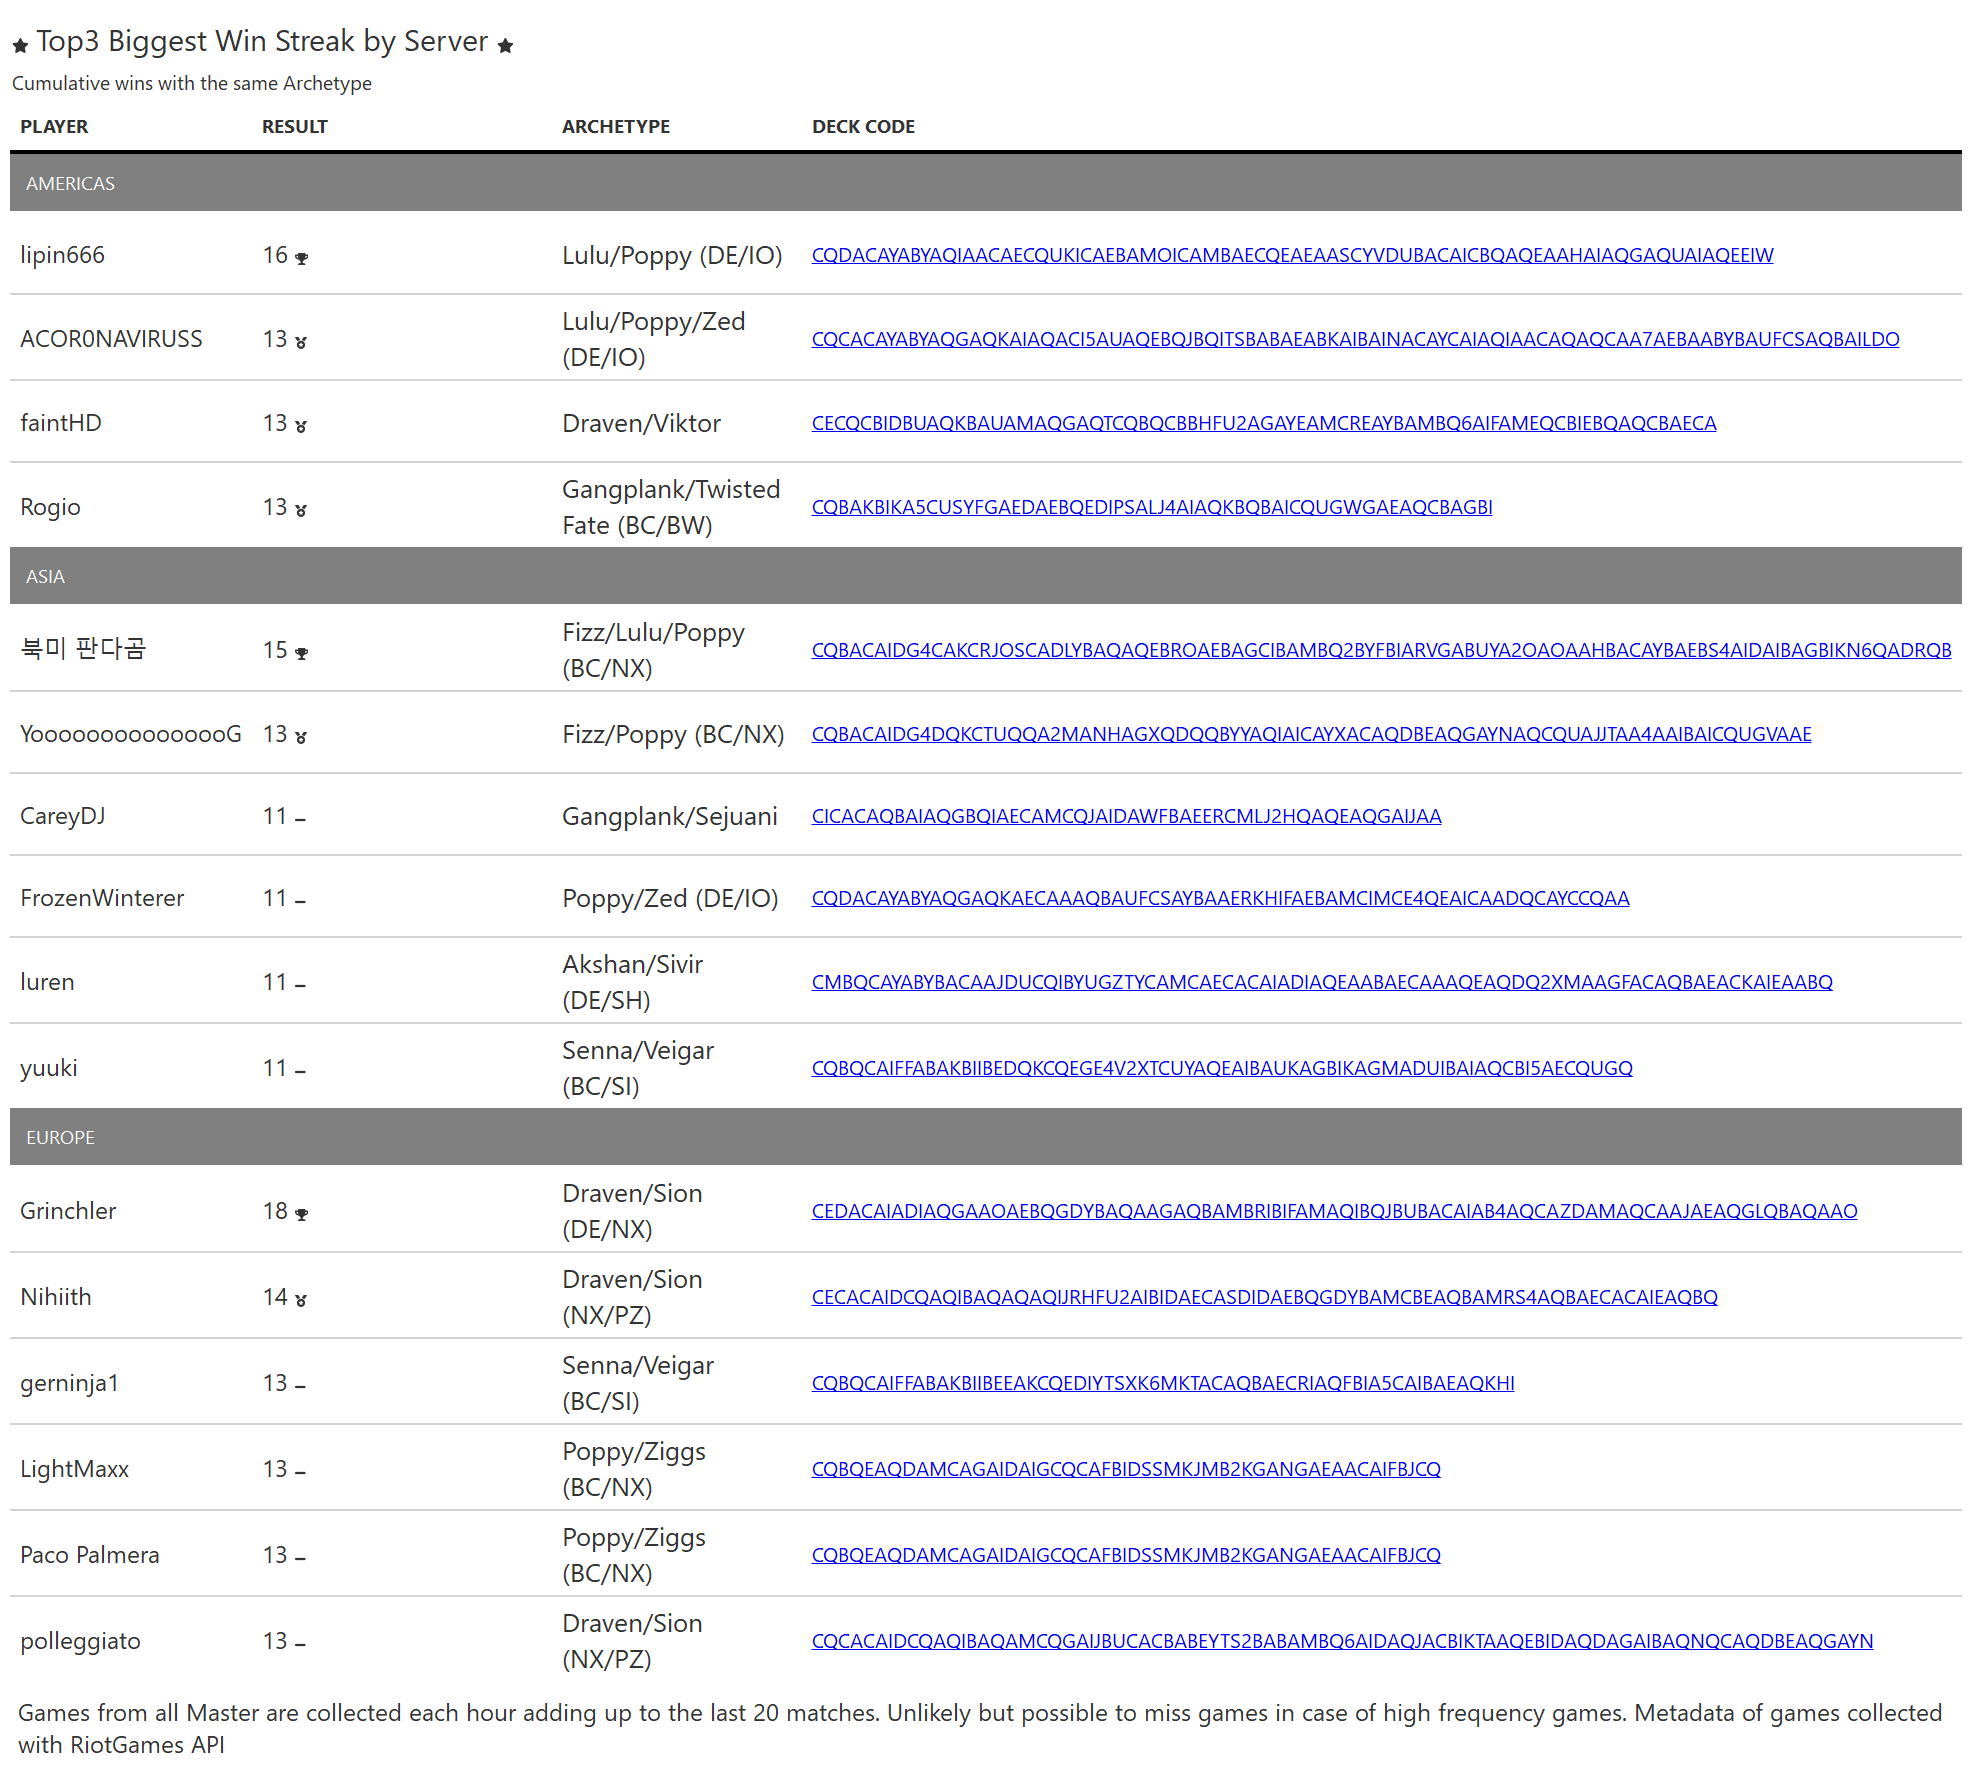 ★ Top3 Biggest Win Streak by Server ★
Cumulative wins with the same Archetype
PLAYER RESULT ARCHETYPE DECK CODE
AMERICAS
lipin666 16 Lulu/Poppy (DE/IO) CQDACAYABYAQIAACAECQUKICAEBAMOICAMBAECQEAEAASCYVDUBACAICBQAQEAAHAIAQGAQUAIAQEEIW
ACOR0NAVIRUSS 13 Lulu/Poppy/Zed (DE/IO) CQCACAYABYAQGAQKAIAQACI5AUAQEBQJBQITSBABAEABKAIBAINACAYCAIAQIAACAQAQCAA7AEBAABYBAUFCSAQBAILDO
faintHD 13 Draven/Viktor CECQCBIDBUAQKBAUAMAQGAQTCQBQCBBHFU2AGAYEAMCREAYBAMBQ6AIFAMEQCBIEBQAQCBAECA
Rogio 13 Gangplank/Twisted Fate (BC/BW) CQBAKBIKA5CUSYFGAEDAEBQEDIPSALJ4AIAQKBQBAICQUGWGAEAQCBAGBI
ASIA
북미 판다곰 15 Fizz/Lulu/Poppy (BC/NX) CQBACAIDG4CAKCRJOSCADLYBAQAQEBROAEBAGCIBAMBQ2BYFBIARVGABUYA2OAOAAHBACAYBAEBS4AIDAIBAGBIKN6QADRQB
YooooooooooooooG 13 Fizz/Poppy (BC/NX) CQBACAIDG4DQKCTUQQA2MANHAGXQDQQBYYAQIAICAYXACAQDBEAQGAYNAQCQUAJJTAA4AAIBAICQUGVAAE
CareyDJ 11 Gangplank/Sejuani CICACAQBAIAQGBQIAECAMCQJAIDAWFBAEERCMLJ2HQAQEAQGAIJAA
FrozenWinterer 11 Poppy/Zed (DE/IO) CQDACAYABYAQGAQKAECAAAQBAUFCSAYBAAERKHIFAEBAMCIMCE4QEAICAADQCAYCCQAA
luren 11 Akshan/Sivir (DE/SH) CMBQCAYABYBACAAJDUCQIBYUGZTYCAMCAECACAIADIAQEAABAECAAAQEAQDQ2XMAAGFACAQBAEACKAIEAABQ
yuuki 11 Senna/Veigar (BC/SI) CQBQCAIFFABAKBIIBEDQKCQEGE4V2XTCUYAQEAIBAUKAGBIKAGMADUIBAIAQCBI5AECQUGQ
EUROPE
Grinchler 18 Draven/Sion (DE/NX) CEDACAIADIAQGAAOAEBQGDYBAQAAGAQBAMBRIBIFAMAQIBQJBUBACAIAB4AQCAZDAMAQCAAJAEAQGLQBAQAAO
Nihiith 14 Draven/Sion (NX/PZ) CECACAIDCQAQIBAQAQAQIJRHFU2AIBIDAECASDIDAEBQGDYBAMCBEAQBAMRS4AQBAECACAIEAQBQ
gerninja1 13 Senna/Veigar (BC/SI) CQBQCAIFFABAKBIIBEEAKCQEDIYTSXK6MKTACAQBAECRIAQFBIA5CAIBAEAQKHI
LightMaxx 13 Poppy/Ziggs (BC/NX) CQBQEAQDAMCAGAIDAIGCQCAFBIDSSMKJMB2KGANGAEAACAIFBJCQ
Paco Palmera 13 Poppy/Ziggs (BC/NX) CQBQEAQDAMCAGAIDAIGCQCAFBIDSSMKJMB2KGANGAEAACAIFBJCQ
polleggiato 13 Draven/Sion (NX/PZ) CQCACAIDCQAQIBAQAMCQGAIJBUCACBABEYTS2BABAMBQ6AIDAQJACBIKTAAQEBIDAQDAGAIBAQNQCAQDBEAQGAYN
Games from all Master are collected each hour adding up to the last 20 matches. Unlikely but possible to miss games in case of high frequency games. Metadata of games collected
with RiotGames API